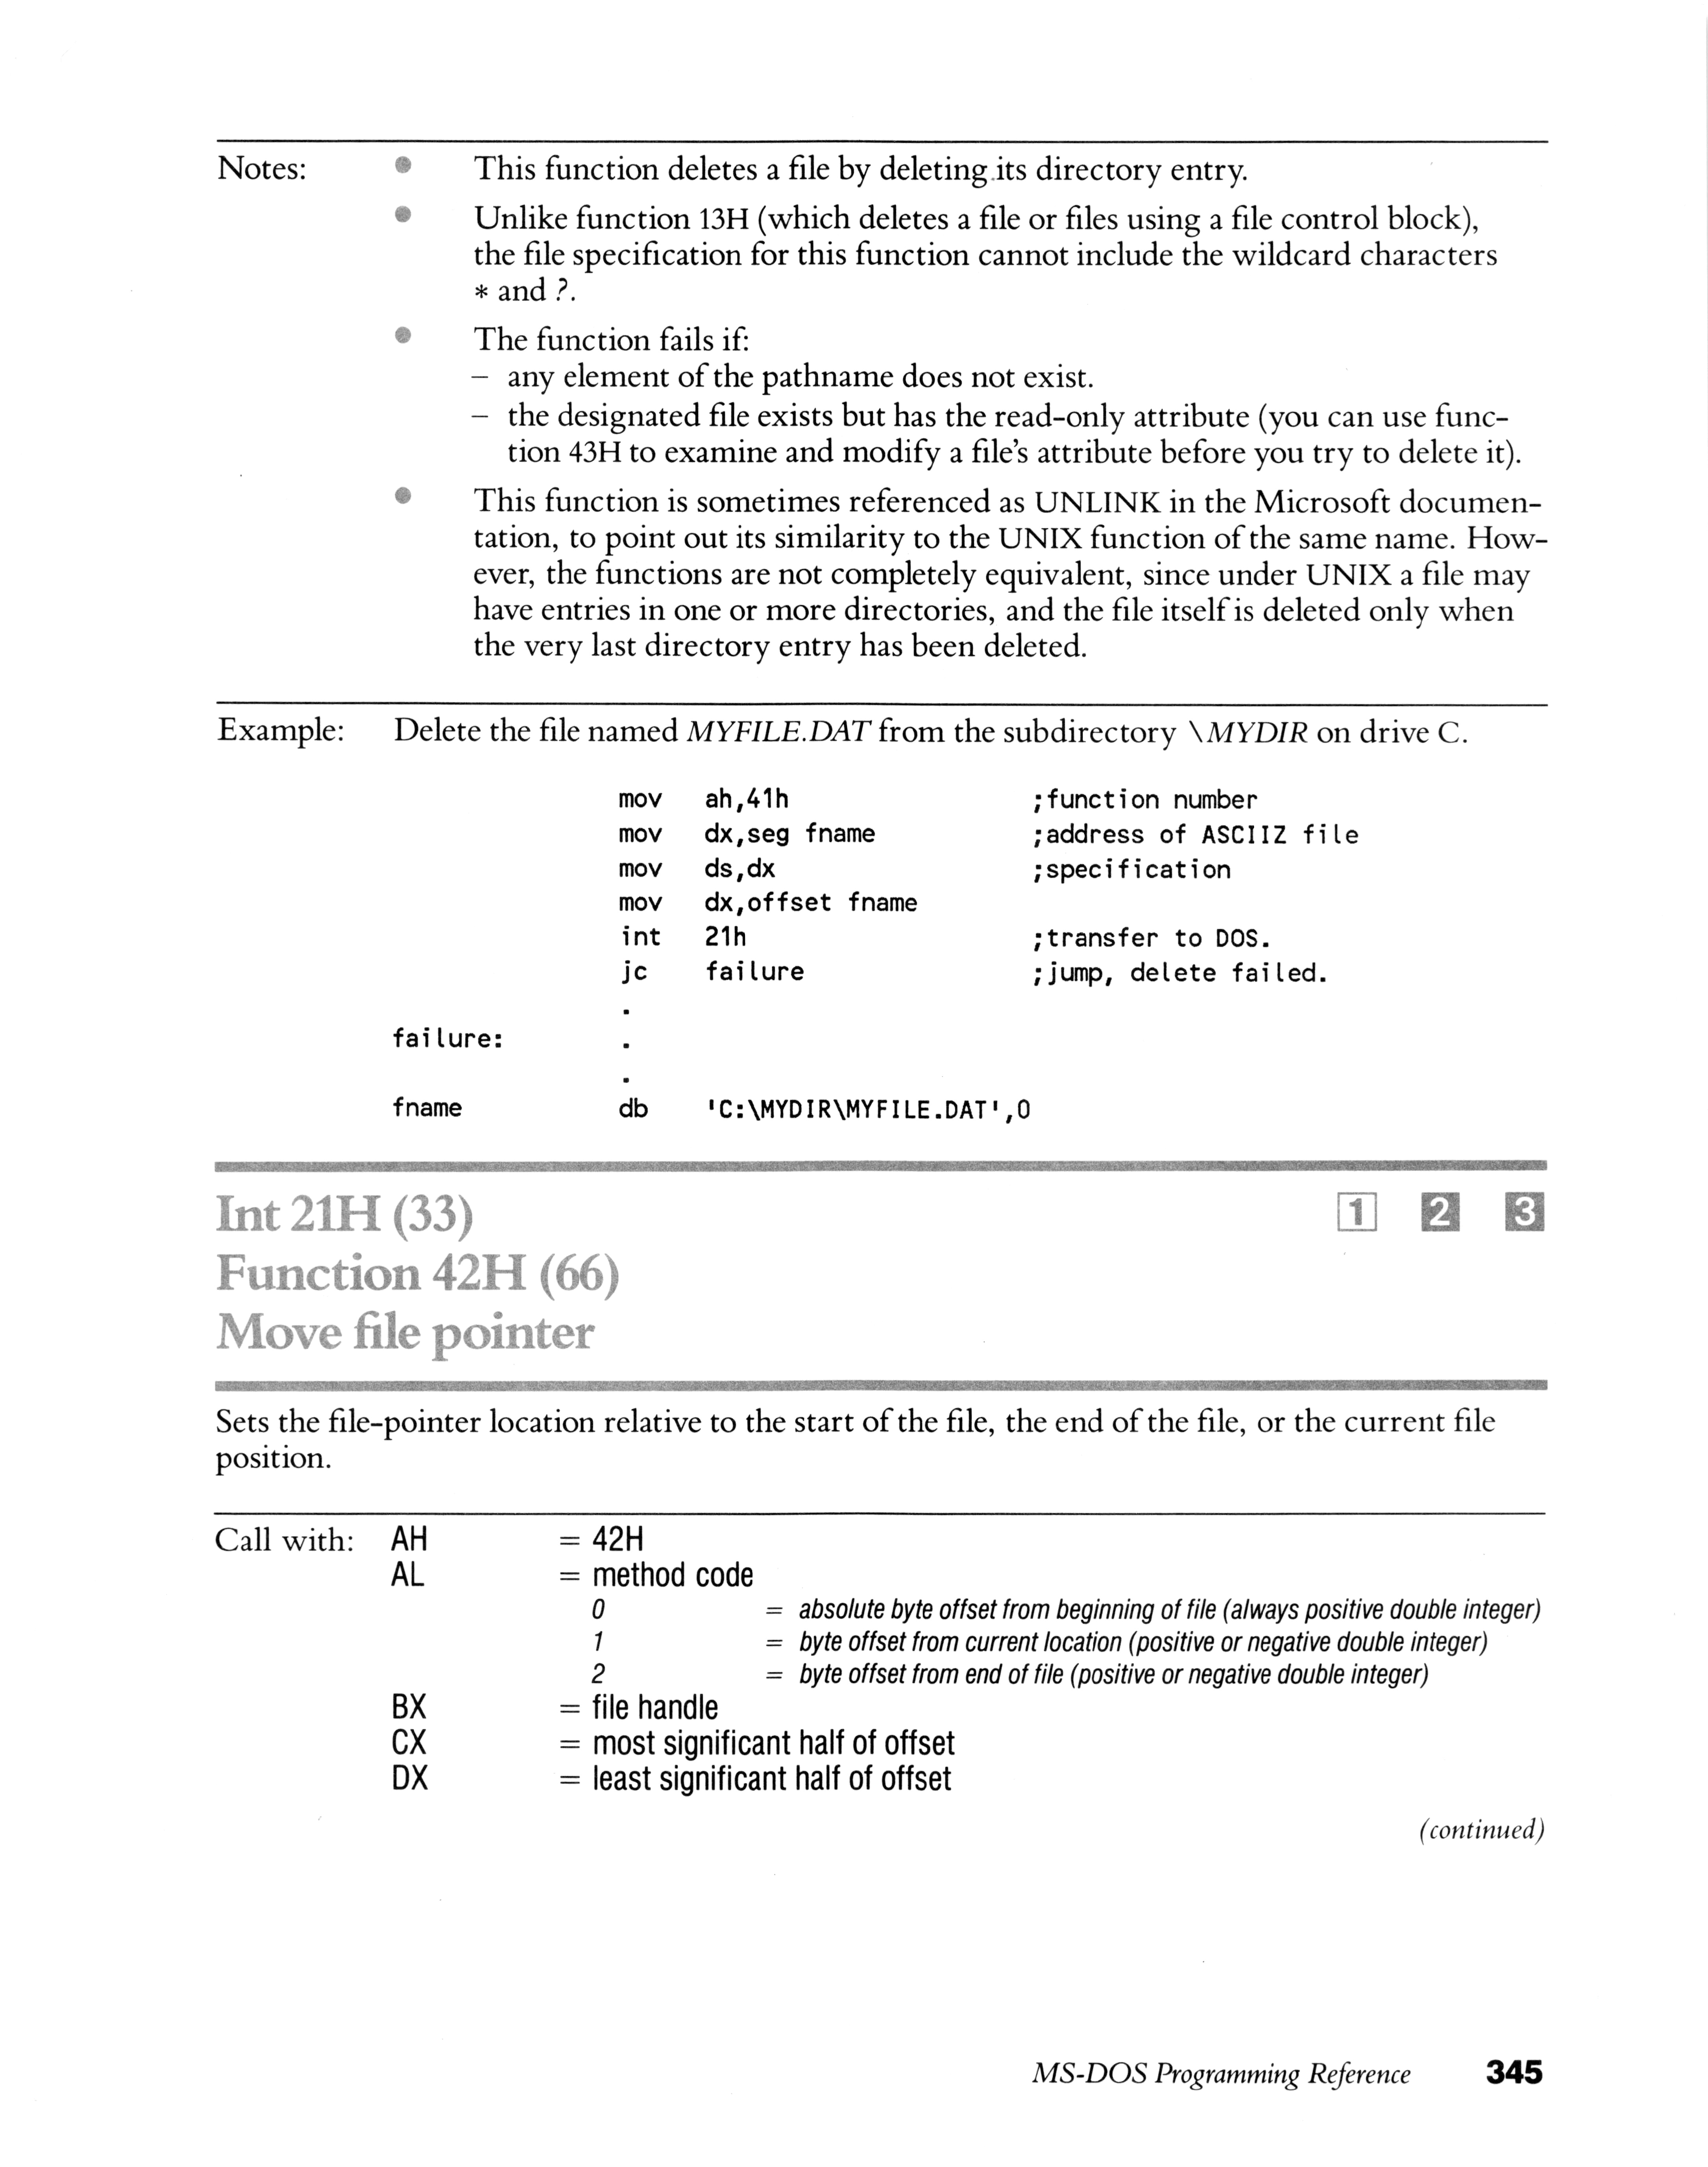 Notes: • This function deletes a file by deleting its directory entry.
• Unlike function 13H (which deletes a file or files using a file control block),
the file specification for this function cannot include the wildcard characters
* and ?.
• The function fails if:
– any element of the pathname does not exist.
– the designated file exists but has the read-only attribute (you can use func-
tion 43H to examine and modify a file's attribute before you try to delete it).
• This function is sometimes referenced as UNLINK in the Microsoft documen-
tation, to point out its similarity to the UNIX function of the same name. How-
ever, the functions are not completely equivalent, since under UNIX a file may
have entries in one or more directories, and the file itself is deleted only when
the very last directory entry has been deleted.
Example: Delete the file named MYFILE.DAT from the subdirectory \MYDIR on drive C.
mov ah,41h ;function number
mov dx,seg fname ;address of ASCIIZ file
mov ds,dx ;specification
mov dx,offset fname
int 21h ;transfer to DOS.
jc failure ;jump, delete failed.
.
failure: .
.
fname db 'C:\MYDIR\MYFILE.DAT',0
Int 21H (33) 1 2 3
Function 42H (66)
Move file pointer
Sets the file-pointer location relative to the start of the file, the end of the file, or the current file
position.
Call with: AH = 42H
AL = method code
0 = absolute byte offset from beginning of file (always positive double integer)
1 = byte offset from current location (positive or negative double integer)
2 = byte offset from end of file (positive or negative double integer)
BX = file handle
CX = most significant half of offset
DX = least significant half of offset
(continued)
MS-DOS Programming Reference 345